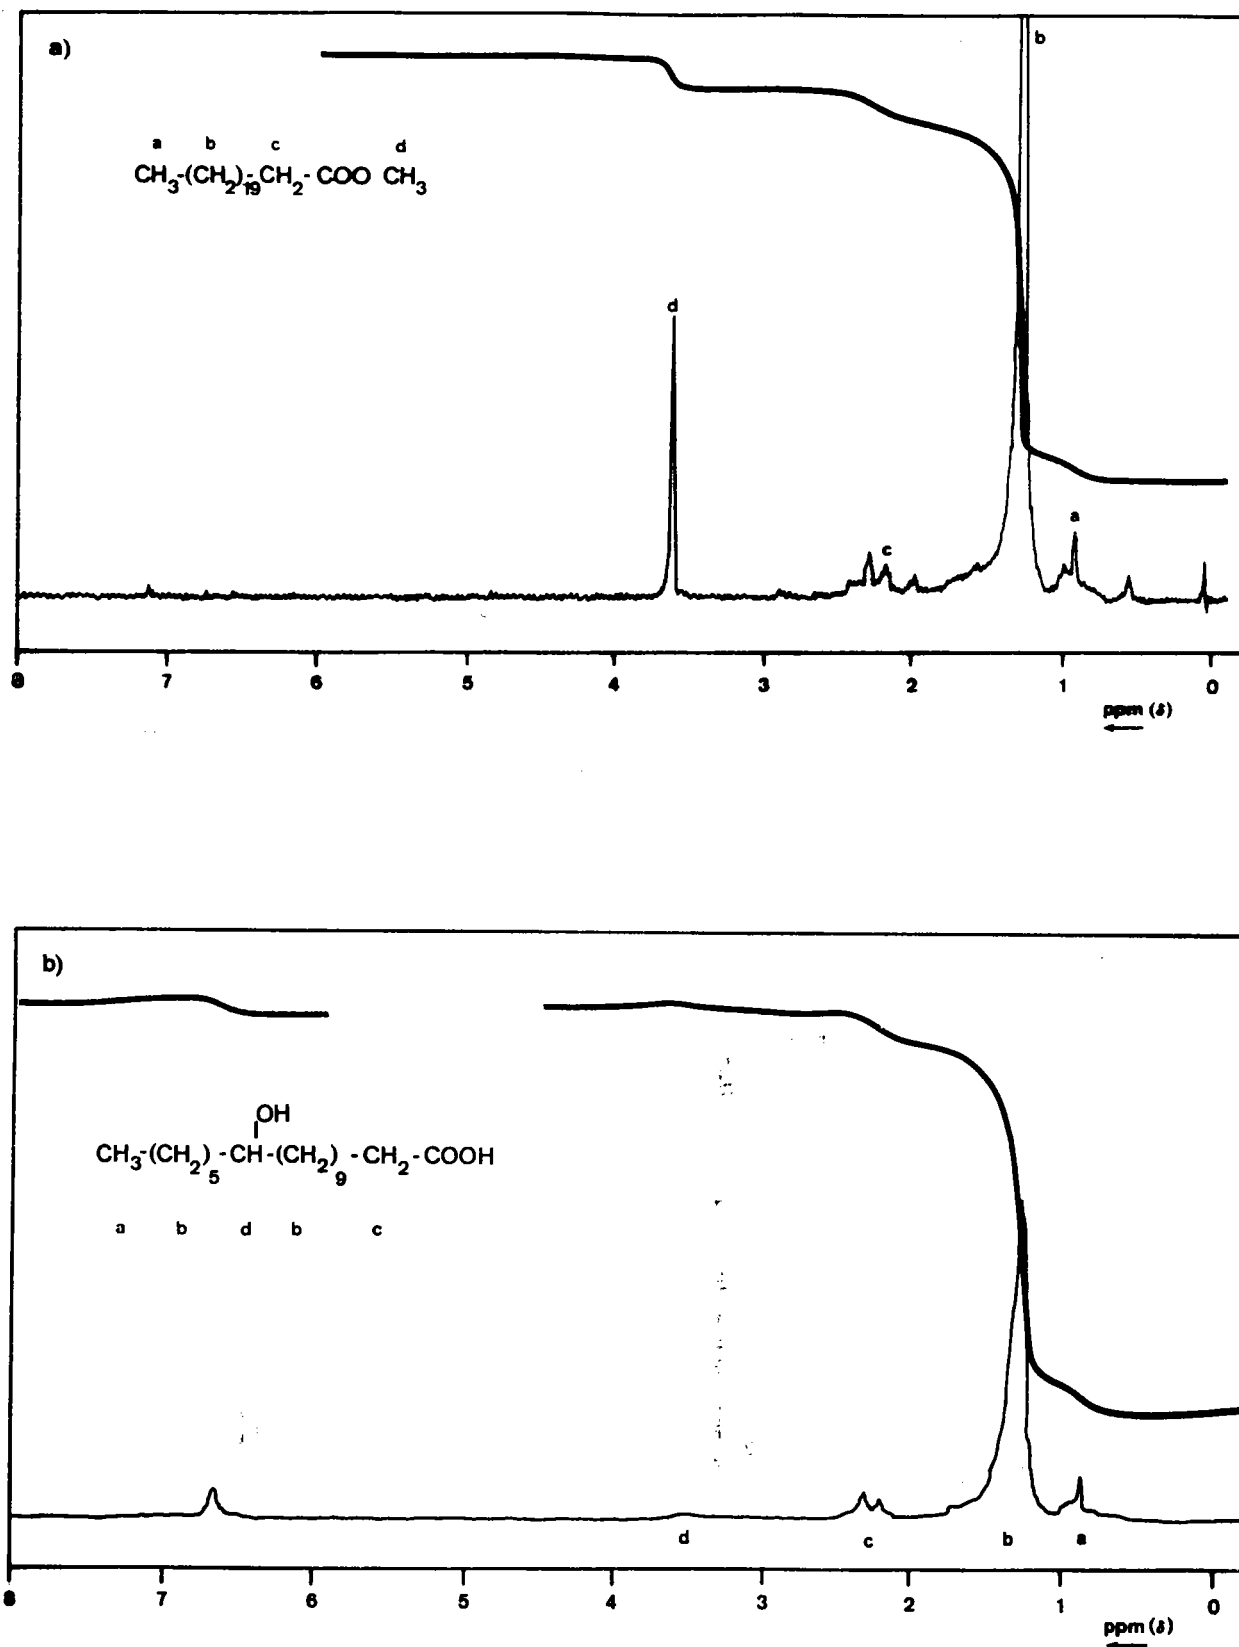 a)
b
a b c d
CH3-(CH2)19-CH2-COO CH3
d
c
a
8 7 6 5 4 3 2 1 0
ppm (δ)
b)
OH
CH3-(CH2)5-CH-(CH2)9-CH2-COOH
a b d b c
d c b a
8 7 6 5 4 3 2 1 0
ppm (δ)